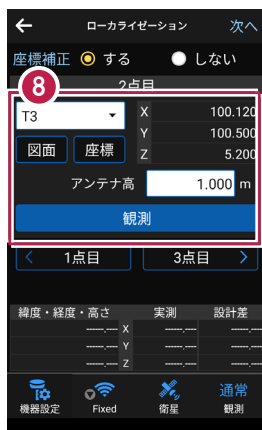 ← ローカライゼーション 次へ
座標補正 する しない
8 2点目
T3 X 100.120
Y 100.500
図面 座標 Z 5.200
アンテナ高 1.000 m
観測
< 1点目 3点目 >
緯度・経度・高さ 実測 設計差
-----.---- X -----.--- -----.---
-----.---- Y -----.--- -----.---
-----.---- Z -----.--- -----.---
機器設定 Fixed 衛星 通常
観測